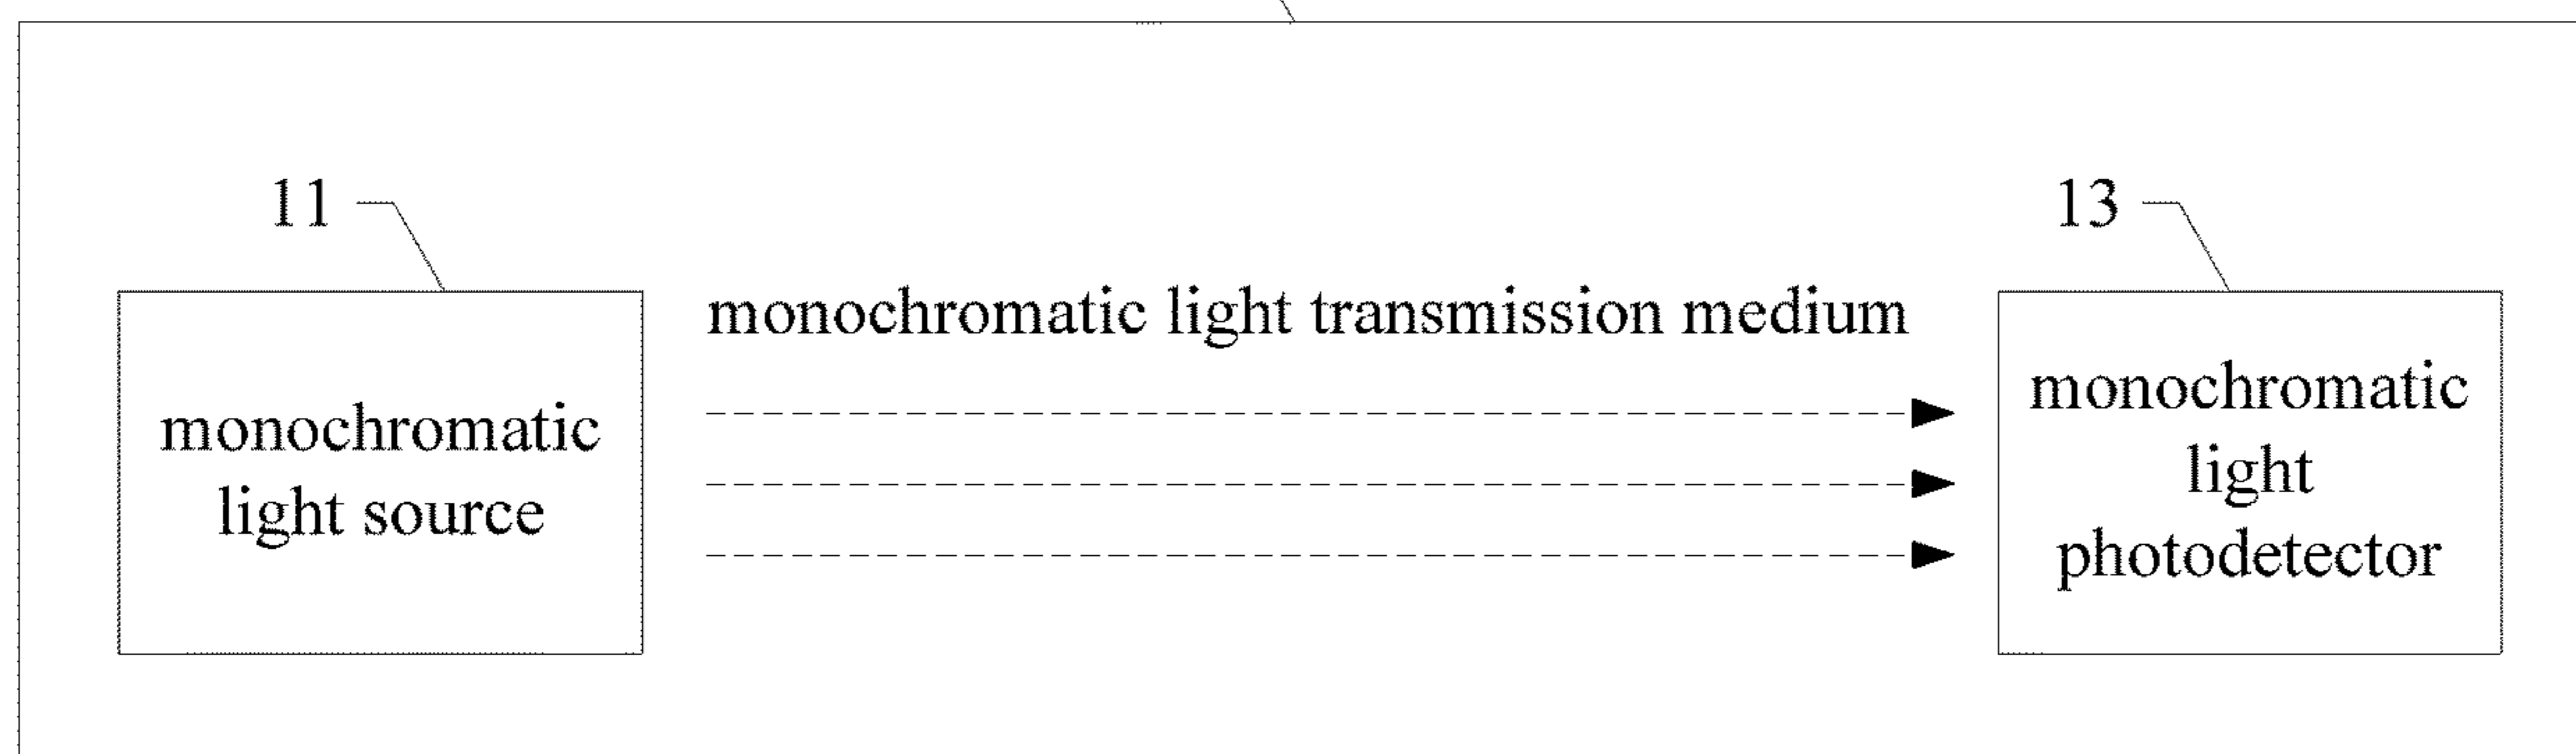 11
13
monochromatic light transmission medium
monochromatic
light source
monochromatic
light
photodetector